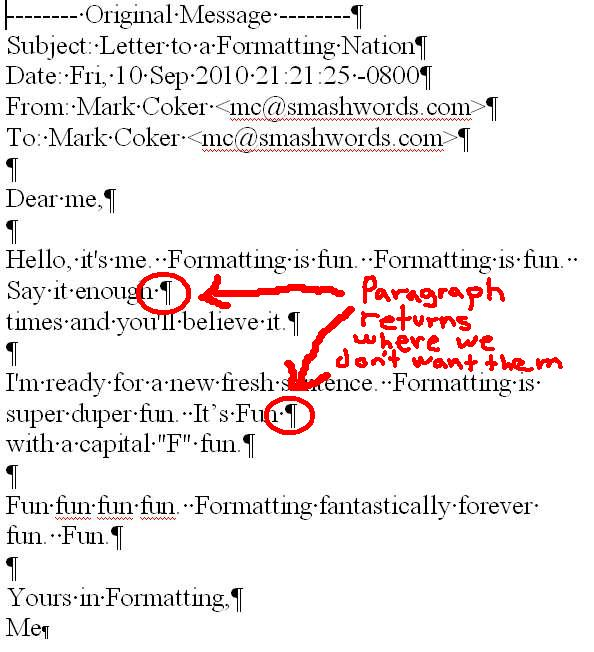 -------- Original Message --------¶
Subject: Letter to a Formatting Nation¶
Date: Fri, 10 Sep 2010 21:21:25 -0800¶
From: Mark Coker <mc@smashwords.com>¶
To: Mark Coker <mc@smashwords.com>¶
¶
Dear me,¶
¶
Hello, it's me.  Formatting is fun.  Formatting is fun.
Say it enough ¶
times and you'll believe it.¶
¶
I'm ready for a new fresh sentence.  Formatting is
super duper fun.  It’s Fun ¶
with a capital "F" fun.¶
¶
Fun fun fun fun.  Formatting fantastically forever
fun.  Fun.¶
¶
Yours in Formatting,¶
Me¶
Paragraph
returns
where we
don't want them